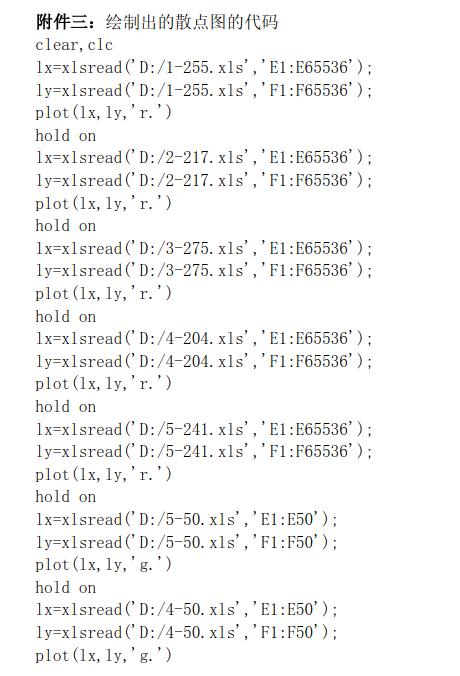 附件三：绘制出的散点图的代码
clear,clc
lx=xlsread('D:/1-255.xls','E1:E65536');
ly=xlsread('D:/1-255.xls','F1:F65536');
plot(lx,ly,'r.')
hold on
lx=xlsread('D:/2-217.xls','E1:E65536');
ly=xlsread('D:/2-217.xls','F1:F65536');
plot(lx,ly,'r.')
hold on
lx=xlsread('D:/3-275.xls','E1:E65536');
ly=xlsread('D:/3-275.xls','F1:F65536');
plot(lx,ly,'r.')
hold on
lx=xlsread('D:/4-204.xls','E1:E65536');
ly=xlsread('D:/4-204.xls','F1:F65536');
plot(lx,ly,'r.')
hold on
lx=xlsread('D:/5-241.xls','E1:E65536');
ly=xlsread('D:/5-241.xls','F1:F65536');
plot(lx,ly,'r.')
hold on
lx=xlsread('D:/5-50.xls','E1:E50');
ly=xlsread('D:/5-50.xls','F1:F50');
plot(lx,ly,'g.')
hold on
lx=xlsread('D:/4-50.xls','E1:E50');
ly=xlsread('D:/4-50.xls','F1:F50');
plot(lx,ly,'g.')